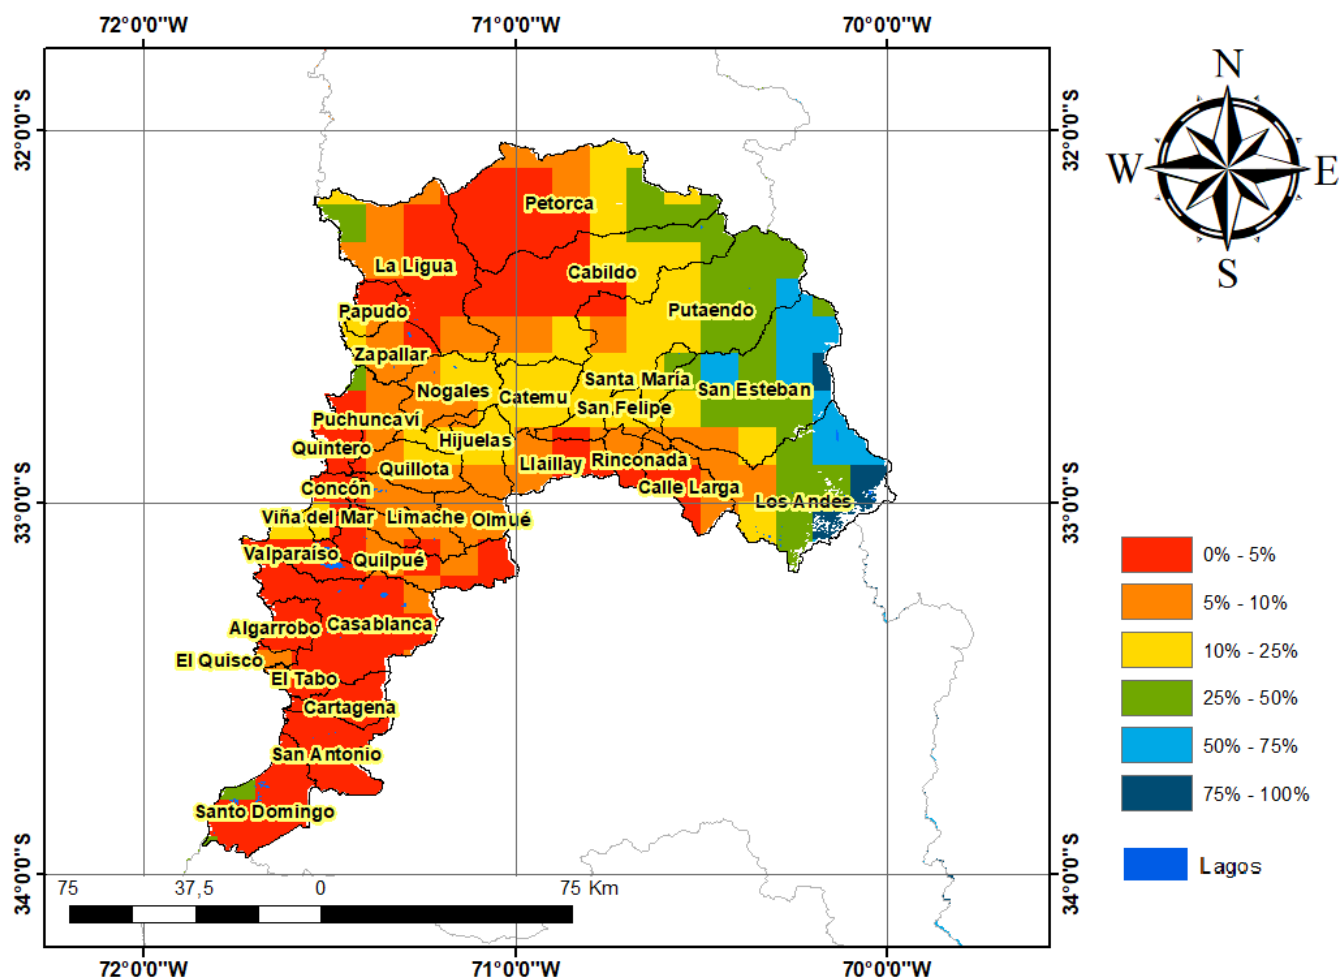 72°0'0"W 71°0'0"W 70°0'0"W
N
W E
S
32°0'0"S 32°0'0"S
Petorca
La Ligua
Cabildo
Papudo
Putaendo
Zapallar
Santa María
Nogales
San Esteban
Catemu
San Felipe
Puchuncaví
Hijuelas
Quintero
Llaillay
Rinconada
Quillota
Concón
Calle Larga
Los Andes
33°0'0"S 33°0'0"S
Viña del Mar
Limache
Olmué
Valparaíso
Quilpué
Algarrobo
Casablanca
El Quisco
El Tabo
Cartagena
San Antonio
Santo Domingo
0% - 5%
5% - 10%
10% - 25%
25% - 50%
50% - 75%
75% - 100%
Lagos
34°0'0"S 34°0'0"S
75 37,5 0 75 Km
72°0'0"W 71°0'0"W 70°0'0"W